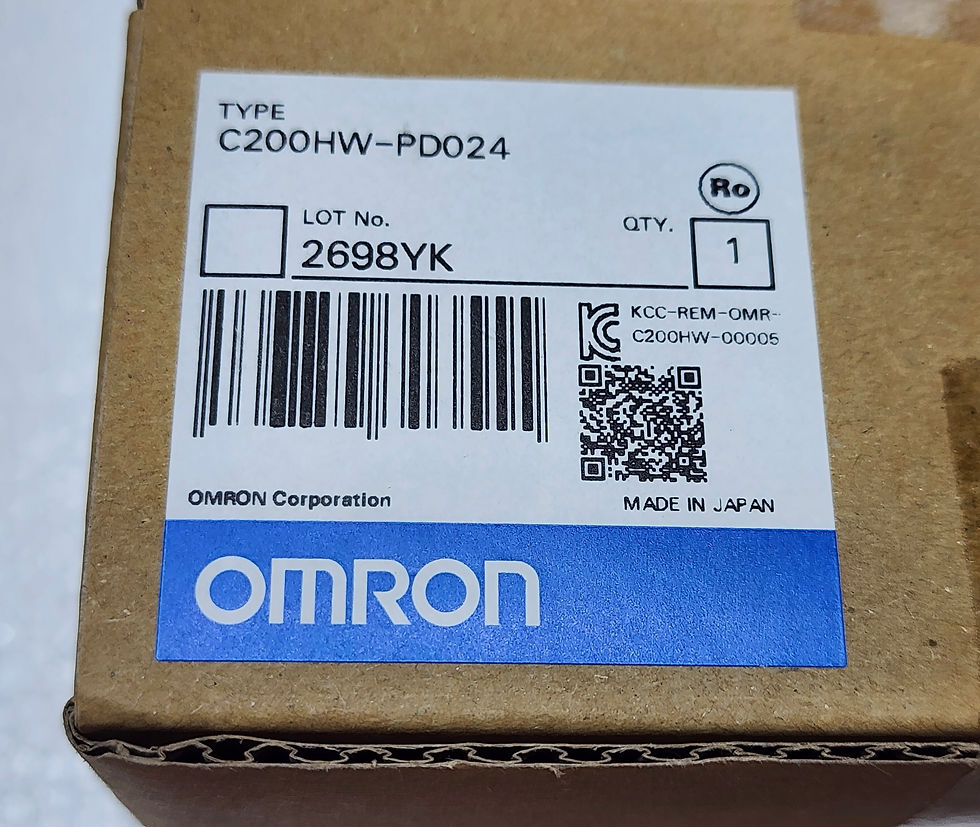 TYPE
C200HW-PD024
Ro
LOT No.
2698YK
QTY.
1
KCC-REM-OMR-
C200HW-00005
OMRON Corporation
MADE IN JAPAN
OMRON